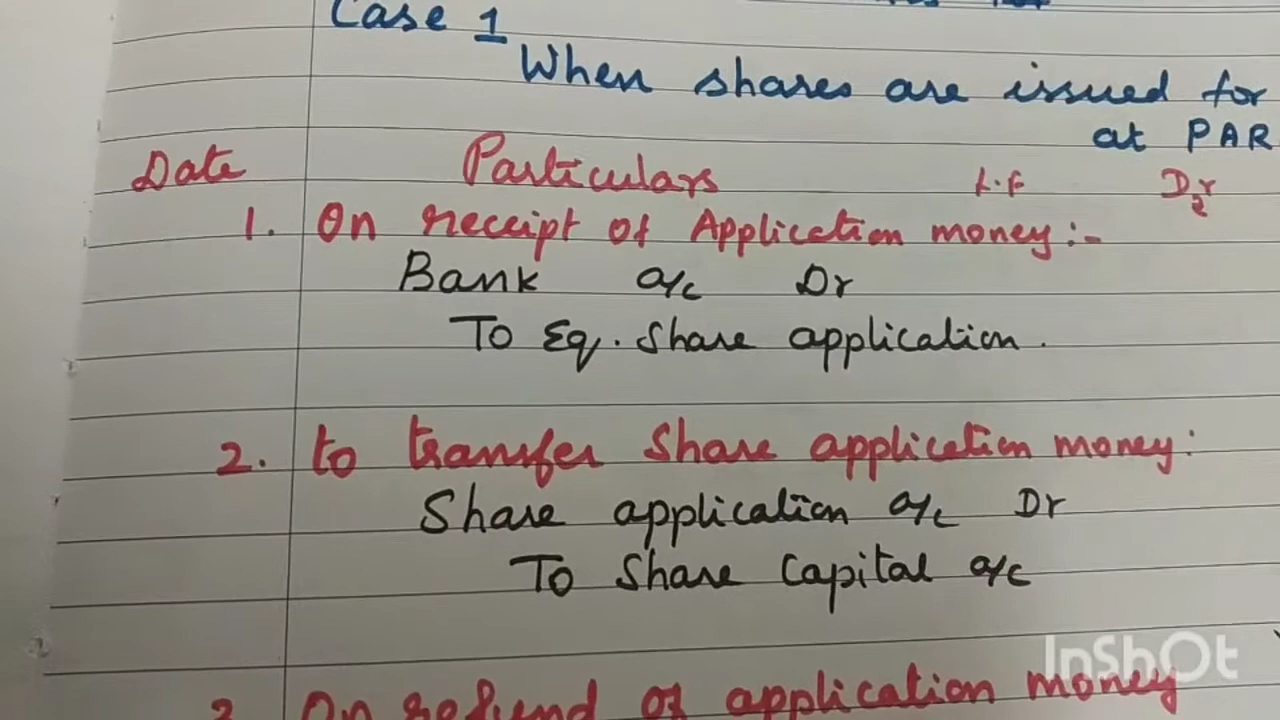 Case 1
When shares are issued for
at PAR
Date Particulars L.F Dr
1. On receipt of Application money:-
Bank a/c Dr
To Eq. Share application.
2. to transfer Share application money:
Share application a/c Dr
To Share Capital a/c
3. On refund of application money
InShOt